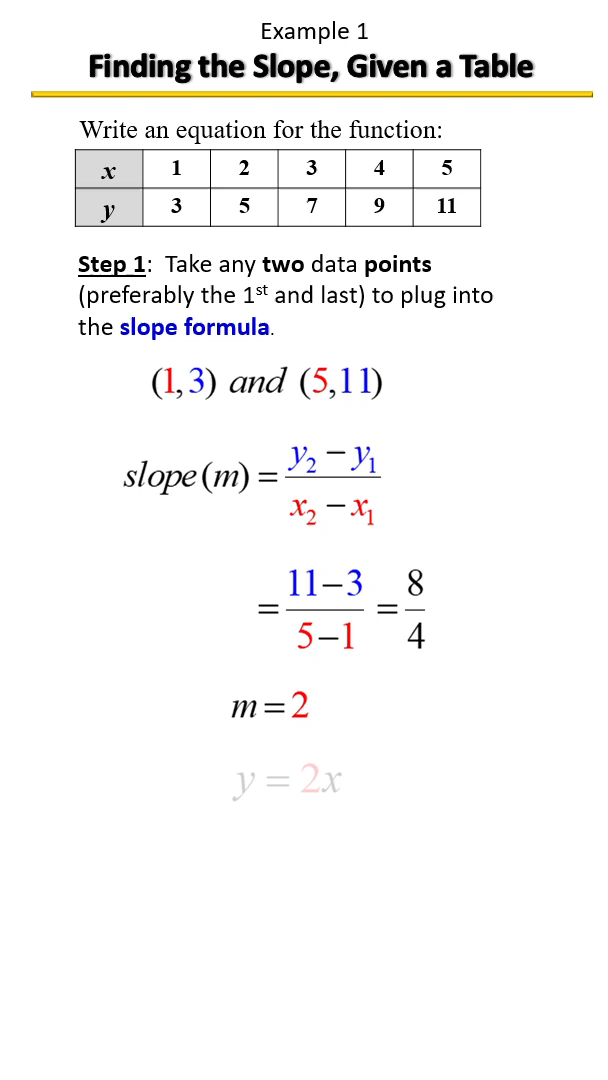 Example 1
Finding the Slope, Given a Table
Write an equation for the function:
x 1 2 3 4 5
y 3 5 7 9 11
Step 1: Take any two data points
(preferably the 1st and last) to plug into
the slope formula.
(1,3) and (5,11)
slope(m) = (y₂ − y₁)/(x₂ − x₁)
= (11−3)/(5−1) = 8/4
m = 2
y = 2x